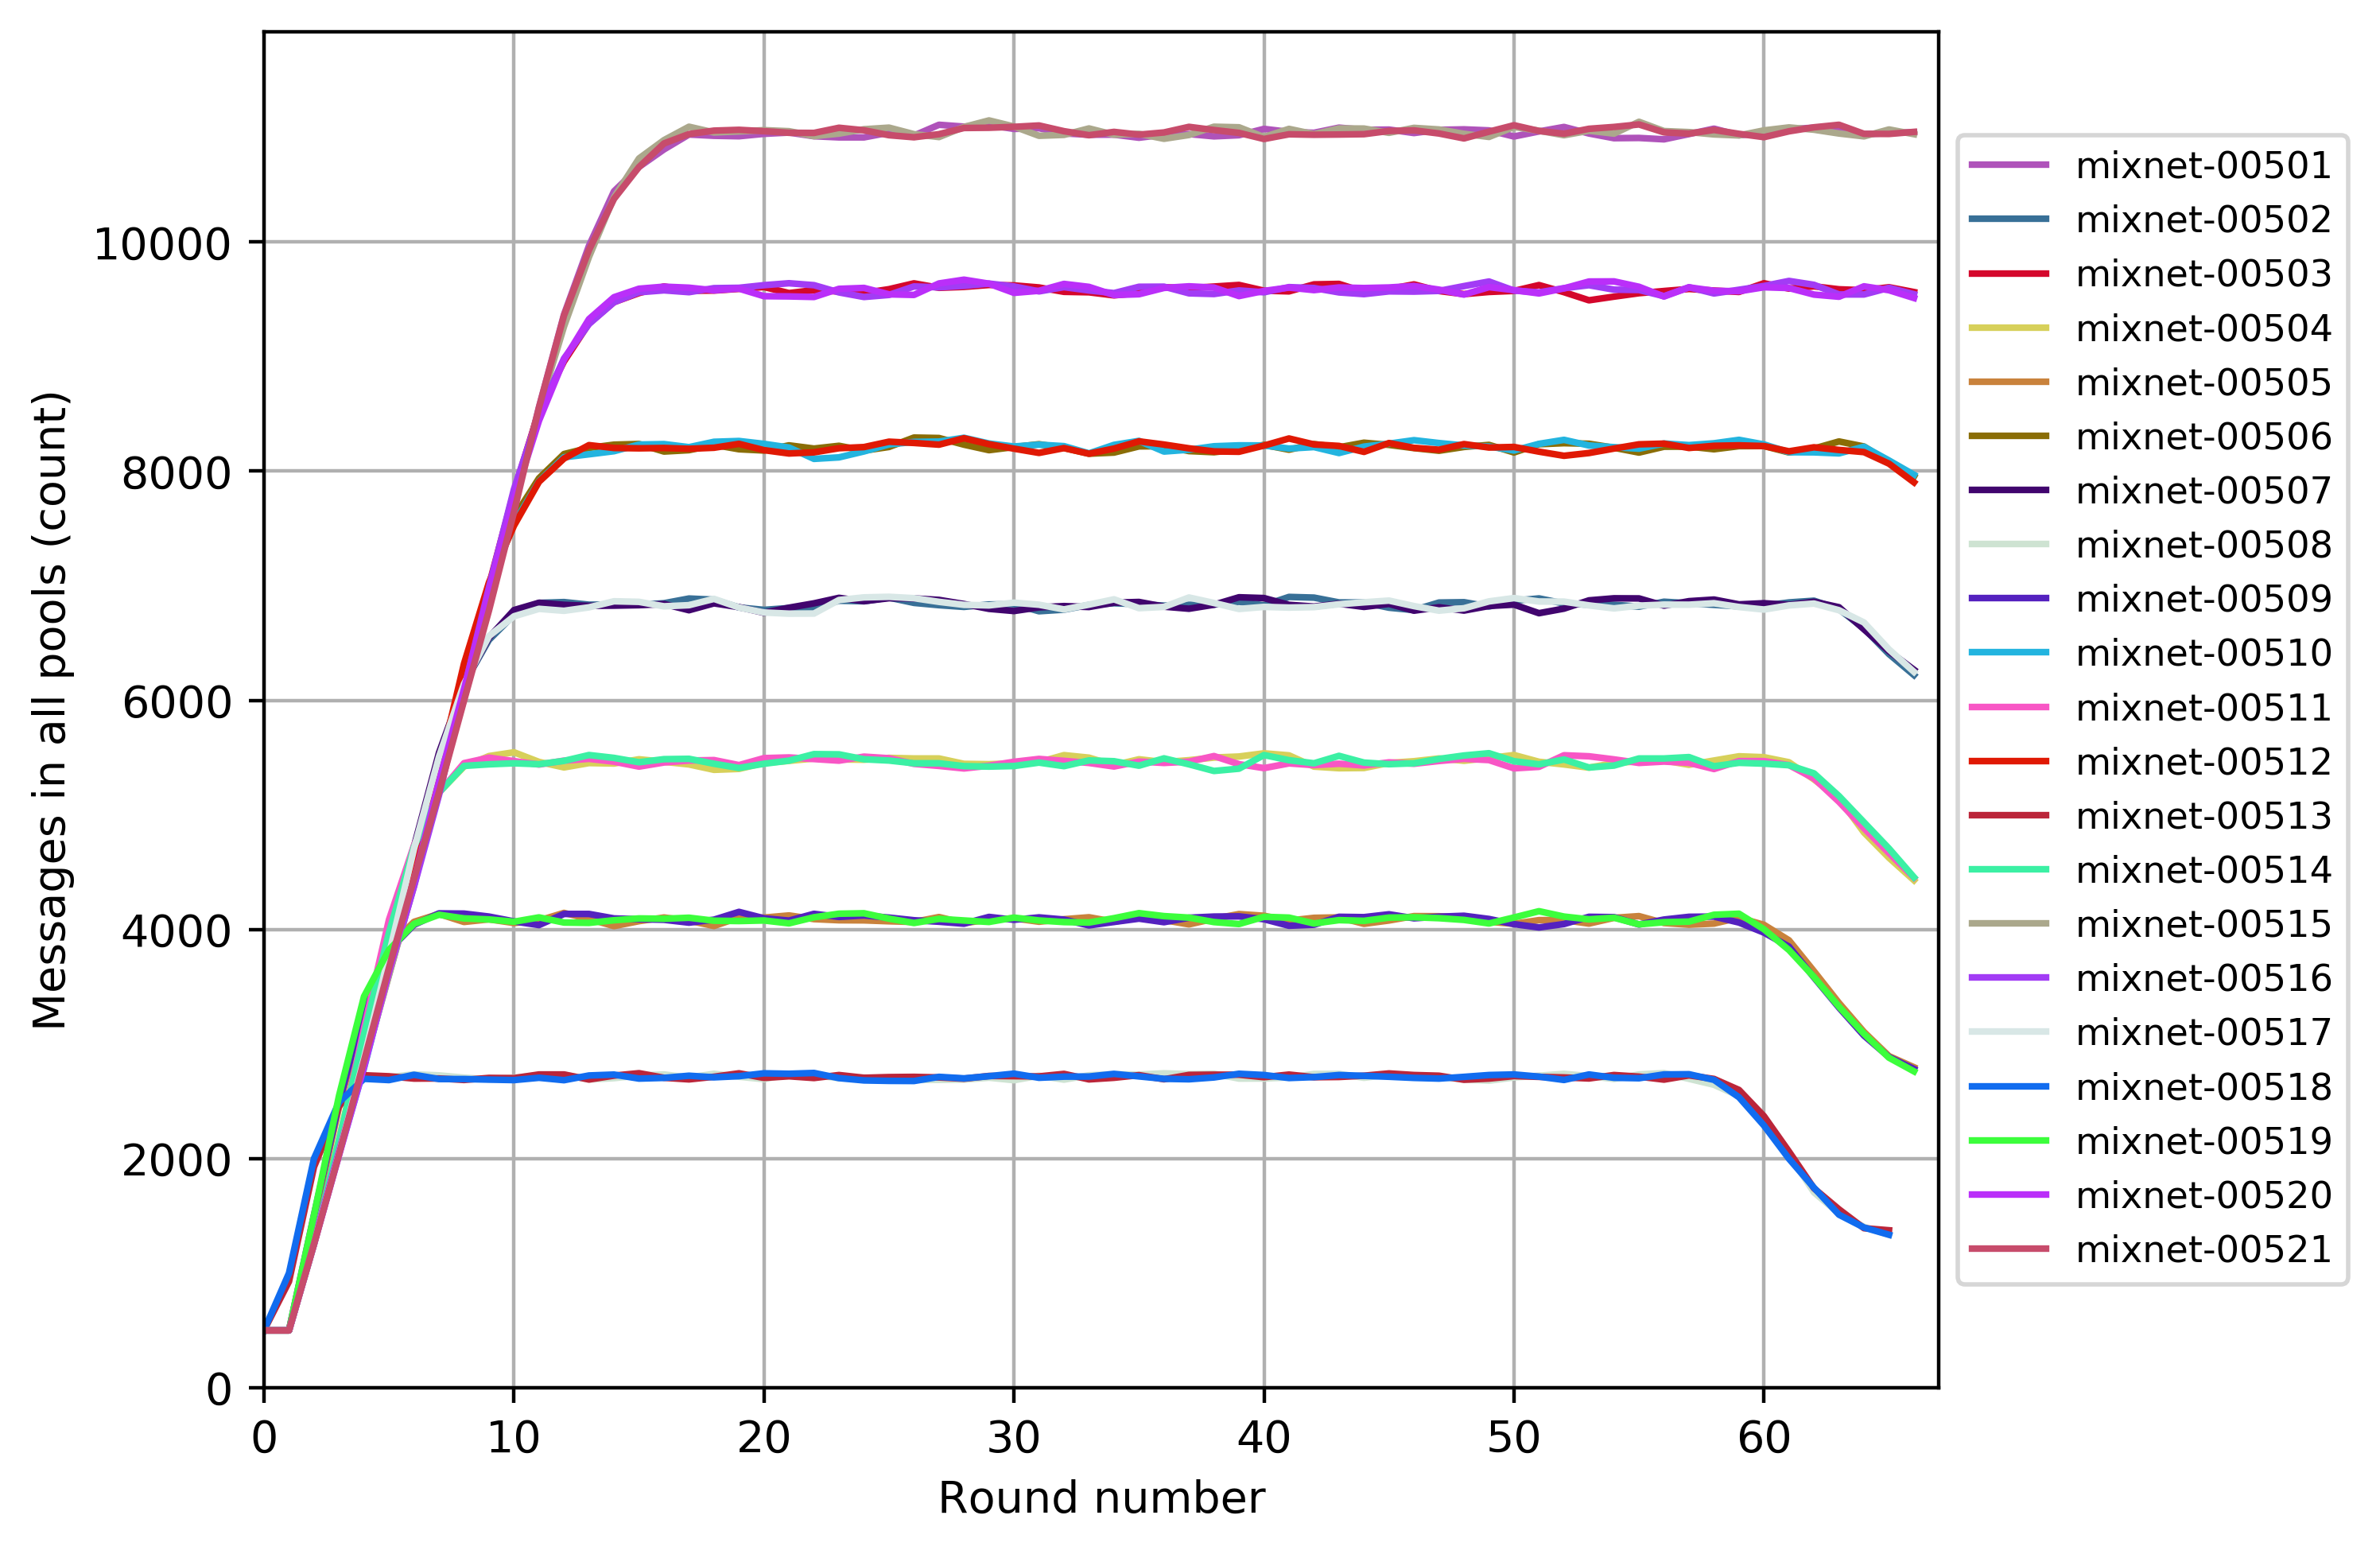 Messages in all pools (count)
10000
8000
6000
4000
2000
0
0 10 20 30 40 50 60
Round number
mixnet-00501
mixnet-00502
mixnet-00503
mixnet-00504
mixnet-00505
mixnet-00506
mixnet-00507
mixnet-00508
mixnet-00509
mixnet-00510
mixnet-00511
mixnet-00512
mixnet-00513
mixnet-00514
mixnet-00515
mixnet-00516
mixnet-00517
mixnet-00518
mixnet-00519
mixnet-00520
mixnet-00521